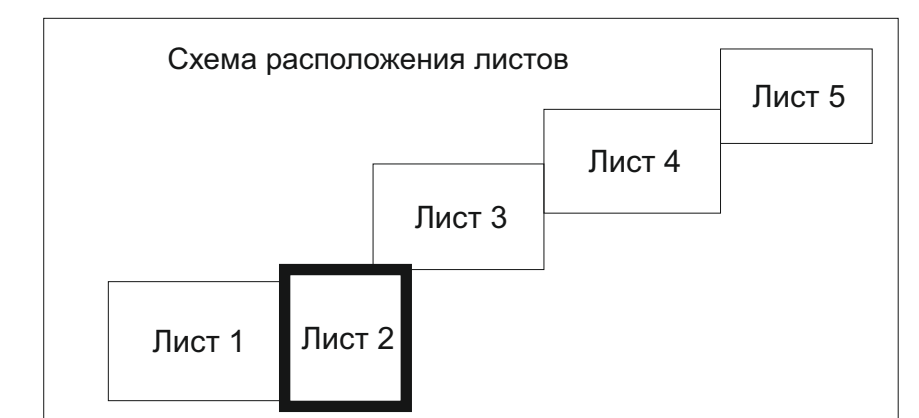 Схема расположения листов
Лист 5
Лист 4
Лист 3
Лист 1
Лист 2